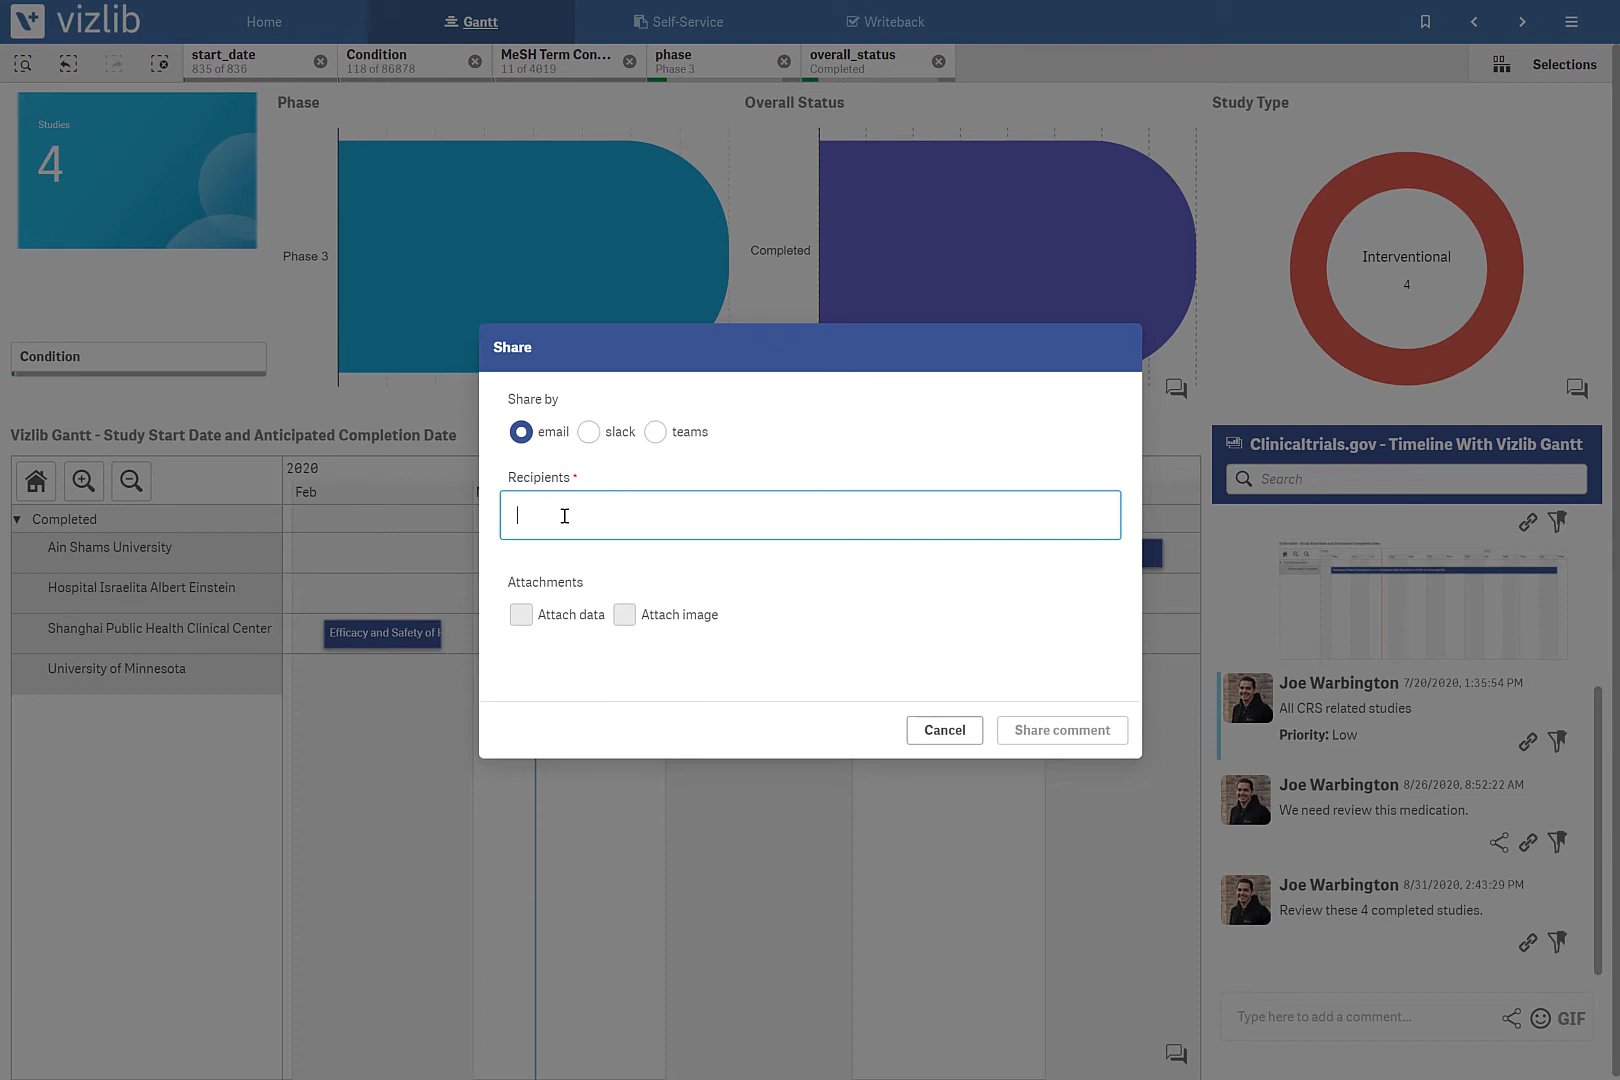 vizlib
Home
Gantt
Self-Service
Writeback
start_date
835 of 836
Condition
118 of 86878
MeSH Term Con...
11 of 4019
phase
Phase 3
overall_status
Completed
Selections
Studies
4
Phase
Phase 3
Overall Status
Completed
Study Type
Interventional
4
Condition
Share
Share by
email
slack
teams
Recipients *
Attachments
Attach data
Attach image
Cancel
Share comment
Vizlib Gantt - Study Start Date and Anticipated Completion Date
2020
Feb
Completed
Ain Shams University
Hospital Israelita Albert Einstein
Shanghai Public Health Clinical Center
Efficacy and Safety of
University of Minnesota
Clinicaltrials.gov - Timeline With Vizlib Gantt
Search
Joe Warbington 7/20/2020, 1:35:54 PM
All CRS related studies
Priority: Low
Joe Warbington 8/26/2020, 8:52:22 AM
We need review this medication.
Joe Warbington 8/31/2020, 2:43:29 PM
Review these 4 completed studies.
Type here to add a comment...
GIF